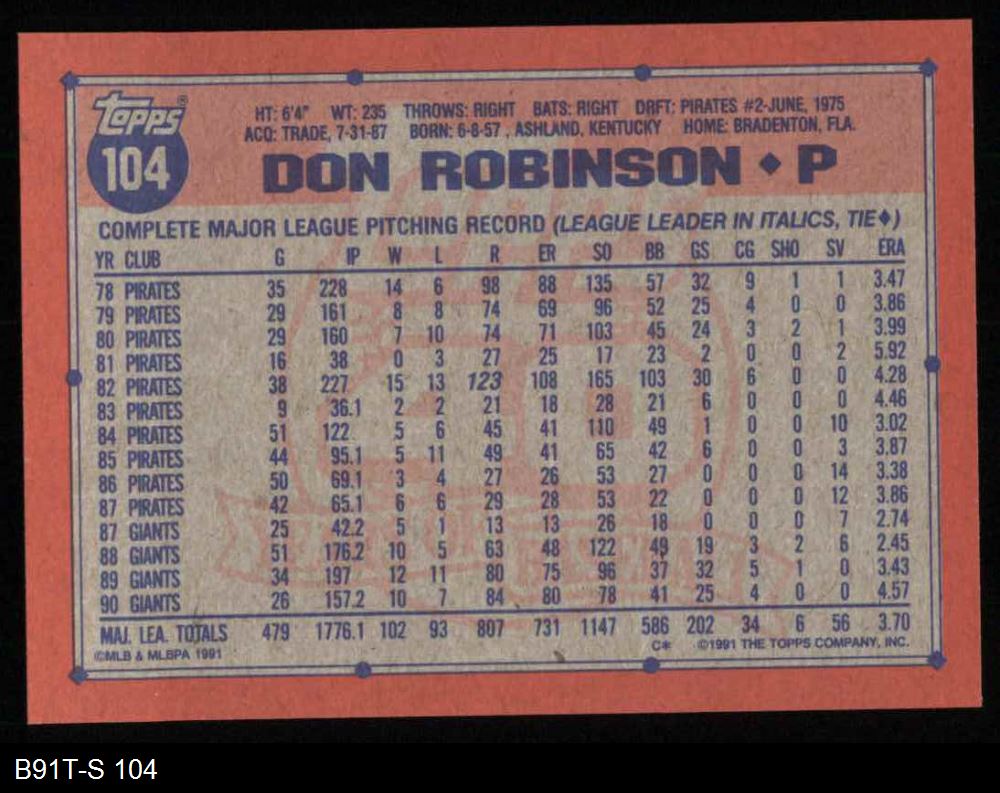 Topps®
104
HT: 6'4" WT: 235 THROWS: RIGHT BATS: RIGHT DRFT: PIRATES #2-JUNE, 1975
ACQ: TRADE, 7-31-87 BORN: 6-8-57, ASHLAND, KENTUCKY HOME: BRADENTON, FLA.
DON ROBINSON ♦ P
COMPLETE MAJOR LEAGUE PITCHING RECORD (LEAGUE LEADER IN ITALICS, TIE♦)
YR CLUB G IP W L R ER SO BB GS CG SHO SV ERA
78 PIRATES 35 228 14 6 98 88 135 57 32 9 1 1 3.47
79 PIRATES 29 161 8 8 74 69 96 52 25 4 0 0 3.86
80 PIRATES 29 160 7 10 74 71 103 45 24 3 2 1 3.99
81 PIRATES 16 38 0 3 27 25 17 23 2 0 0 2 5.92
82 PIRATES 38 227 15 13 123 108 165 103 30 6 0 0 4.28
83 PIRATES 9 36.1 2 2 21 18 28 21 6 0 0 0 4.46
84 PIRATES 51 122 5 6 45 41 110 49 1 0 0 10 3.02
85 PIRATES 44 95.1 5 11 49 41 65 42 6 0 0 3 3.87
86 PIRATES 50 69.1 3 4 27 26 53 27 0 0 0 14 3.38
87 PIRATES 42 65.1 6 6 29 28 53 22 0 0 0 12 3.86
87 GIANTS 25 42.2 5 1 13 13 26 18 0 0 0 7 2.74
88 GIANTS 51 176.2 10 5 63 48 122 49 19 3 2 6 2.45
89 GIANTS 34 197 12 11 80 75 96 37 32 5 1 0 3.43
90 GIANTS 26 157.2 10 7 84 80 78 41 25 4 0 0 4.57
MAJ. LEA. TOTALS 479 1776.1 102 93 807 731 1147 586 202 34 6 56 3.70
©MLB & MLBPA 1991 C* ©1991 THE TOPPS COMPANY, INC.
B91T-S 104